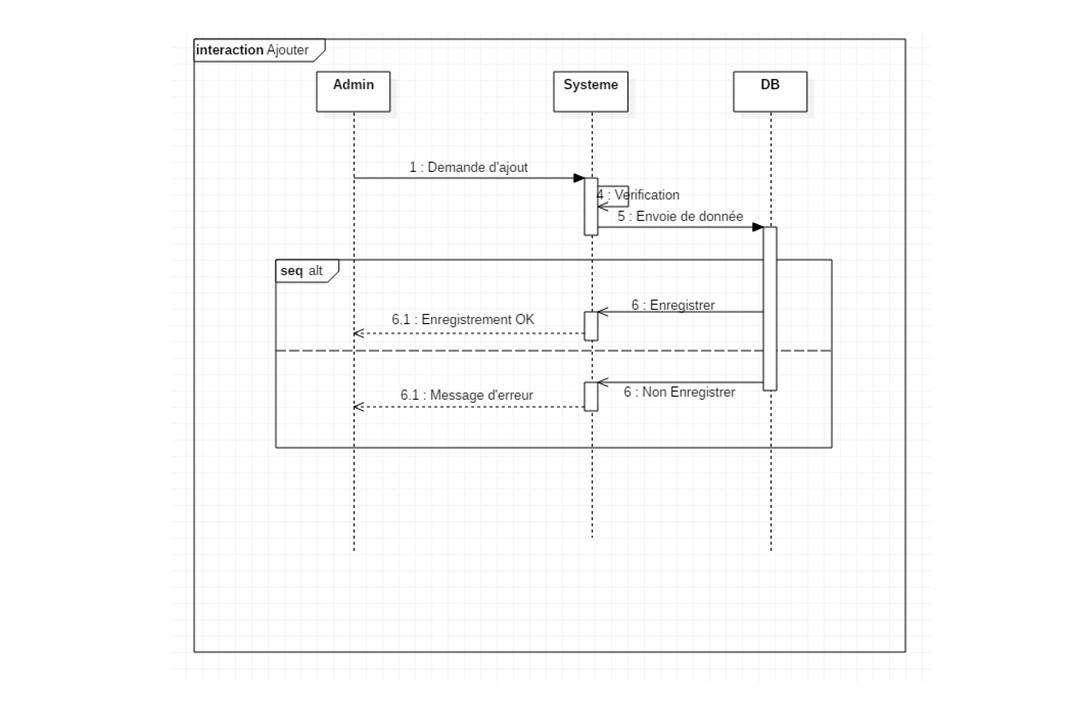 interaction Ajouter
Admin
Systeme
DB
1 : Demande d'ajout
4 : Verification
5 : Envoie de donnée
seq alt
6 : Enregistrer
6.1 : Enregistrement OK
6 : Non Enregistrer
6.1 : Message d'erreur